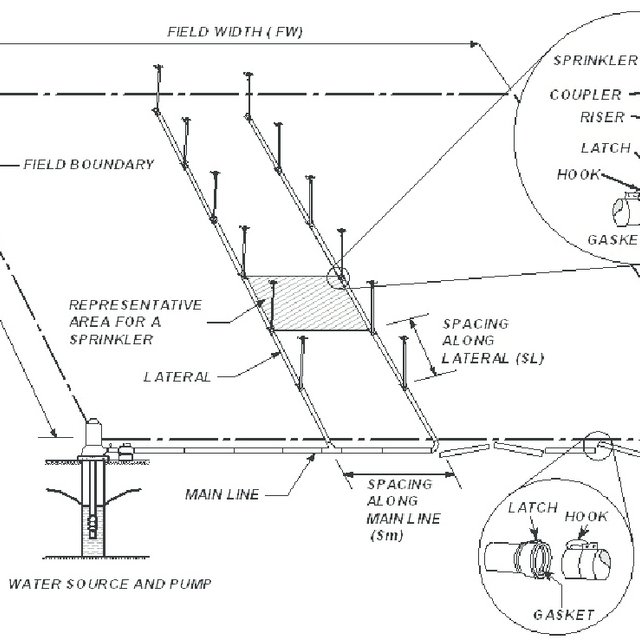 FIELD WIDTH ( FW)
SPRINKLER
COUPLER
RISER
LATCH
HOOK
GASKE
FIELD BOUNDARY
REPRESENTATIVE
AREA FOR A
SPRINKLER
SPACING
ALONG
LATERAL (SL)
LATERAL
MAIN LINE
SPACING
ALONG
MAIN LINE
(Sm)
LATCH
HOOK
GASKET
WATER SOURCE AND PUMP